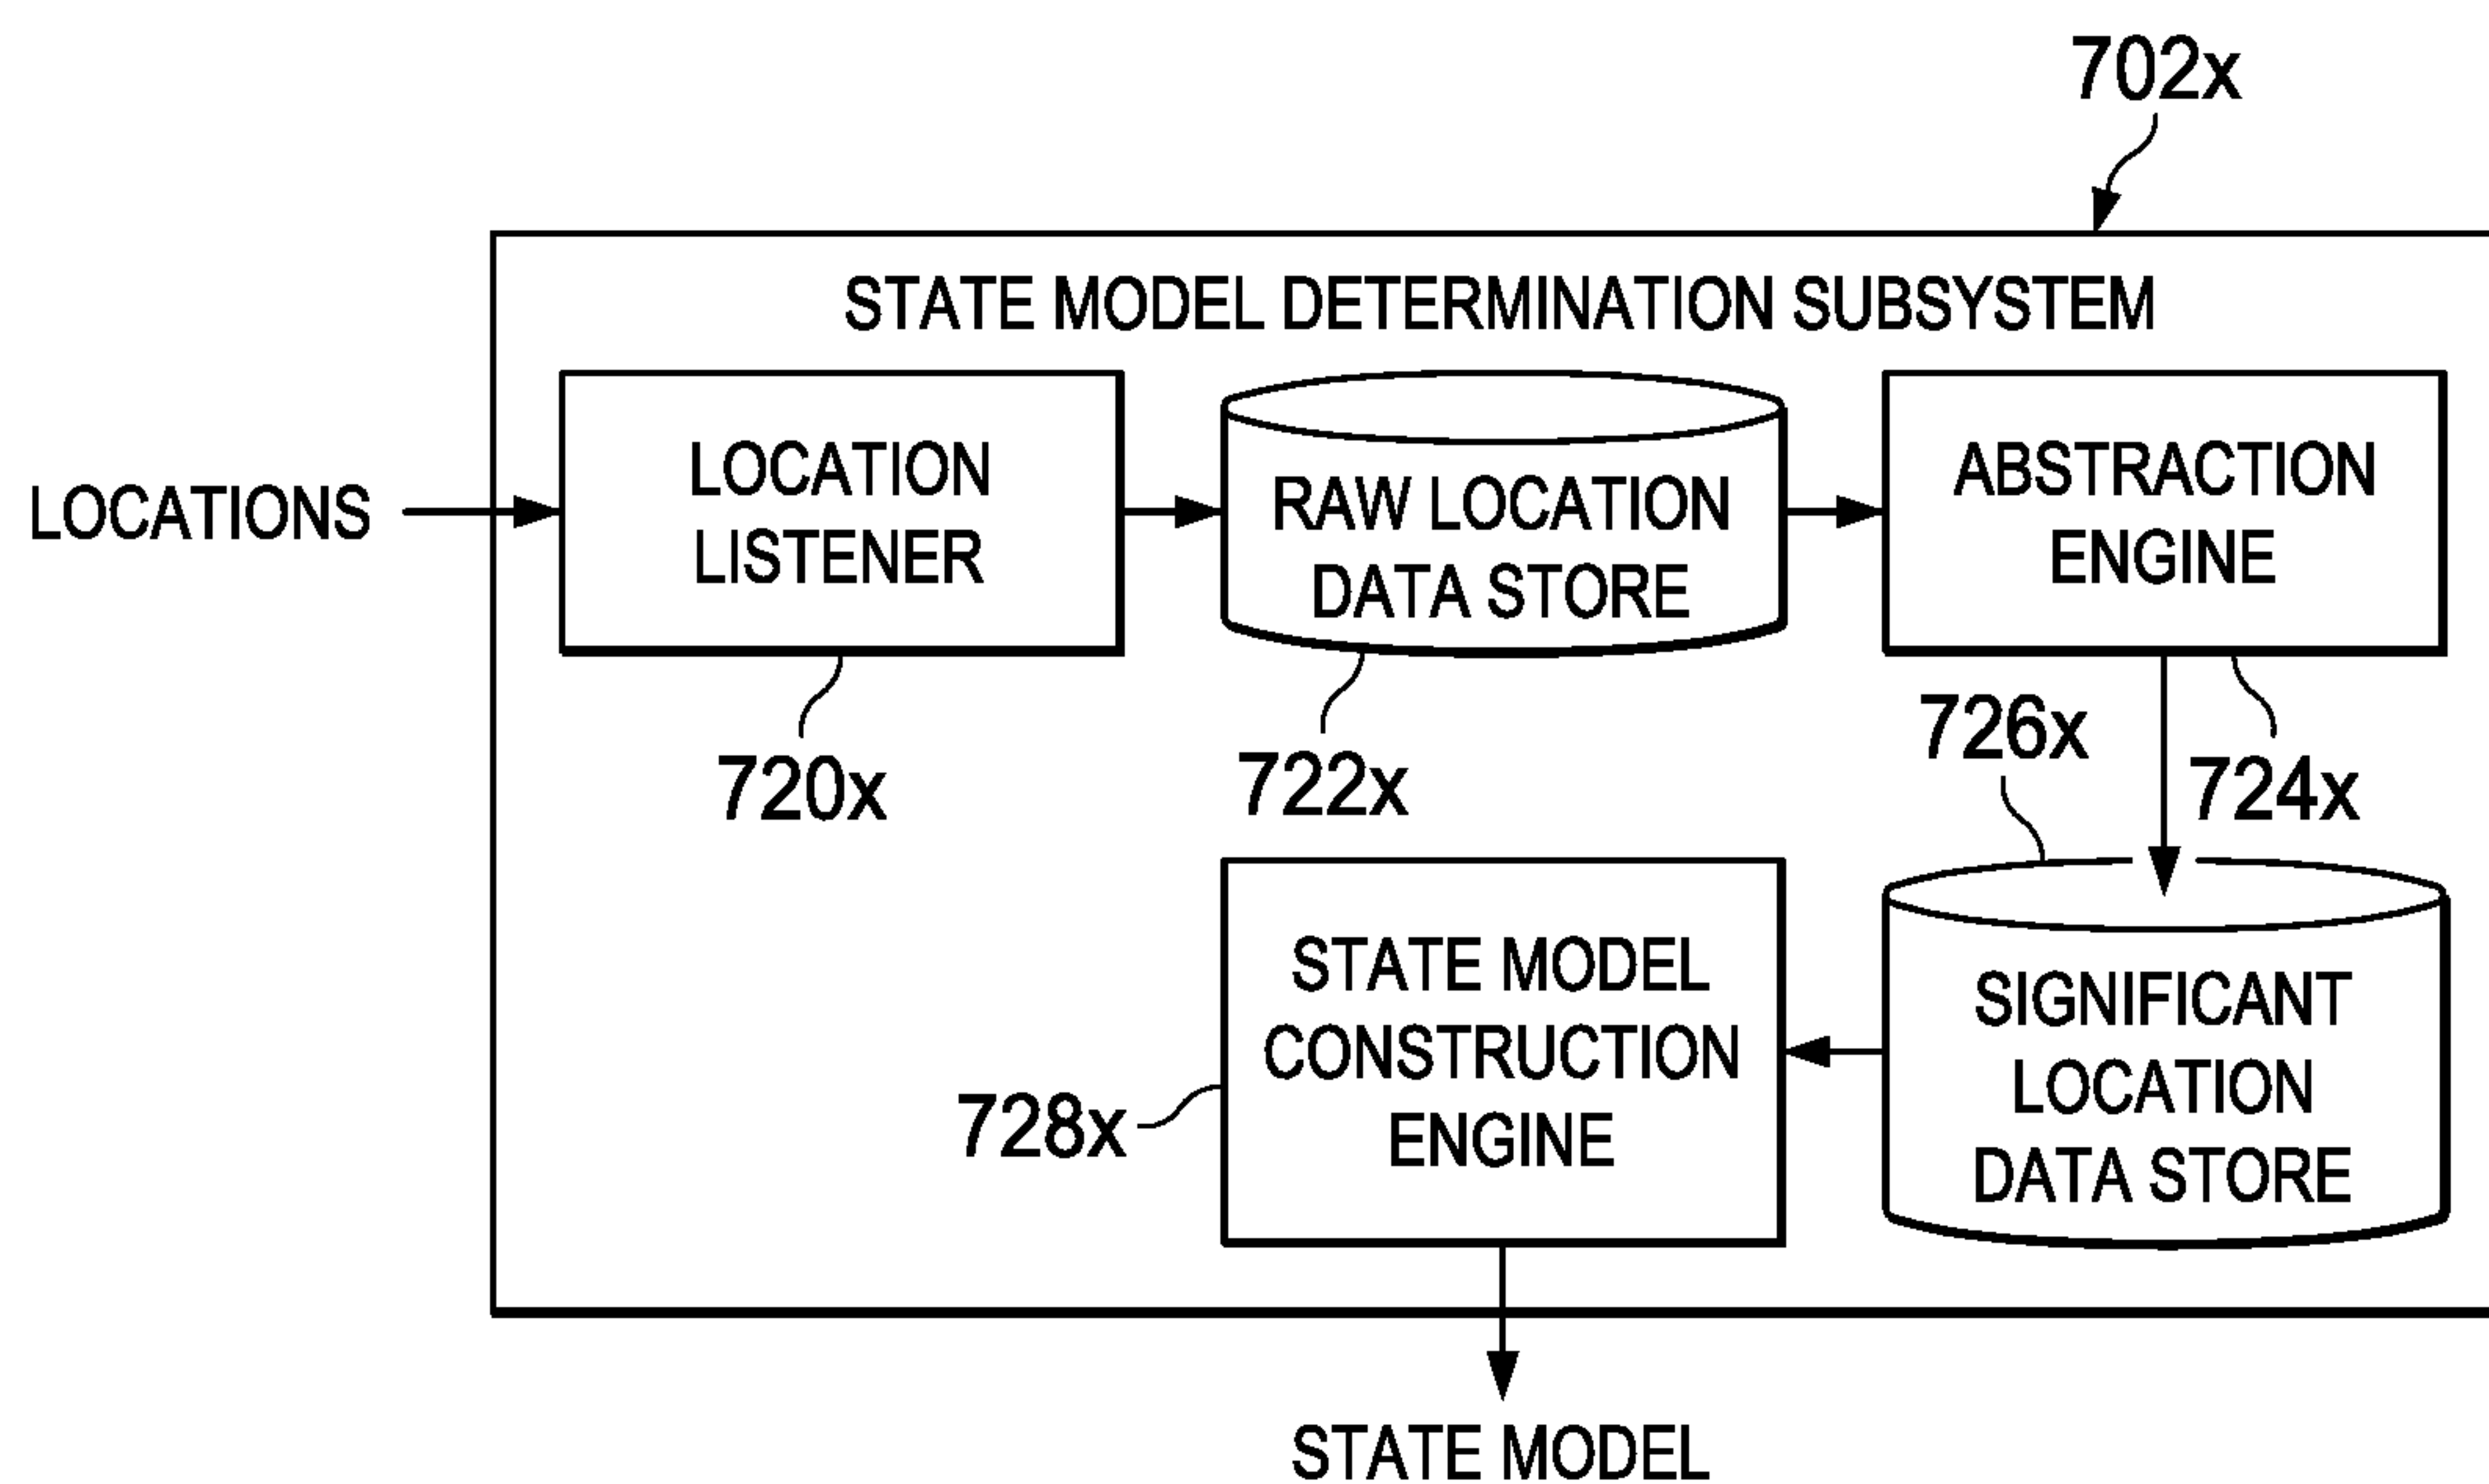 702x
STATE MODEL DETERMINATION SUBSYSTEM
LOCATIONS
LOCATION
LISTENER
720x
RAW LOCATION
DATA STORE
722x
ABSTRACTION
ENGINE
724x
726x
SIGNIFICANT
LOCATION
DATA STORE
STATE MODEL
CONSTRUCTION
ENGINE
728x
STATE MODEL